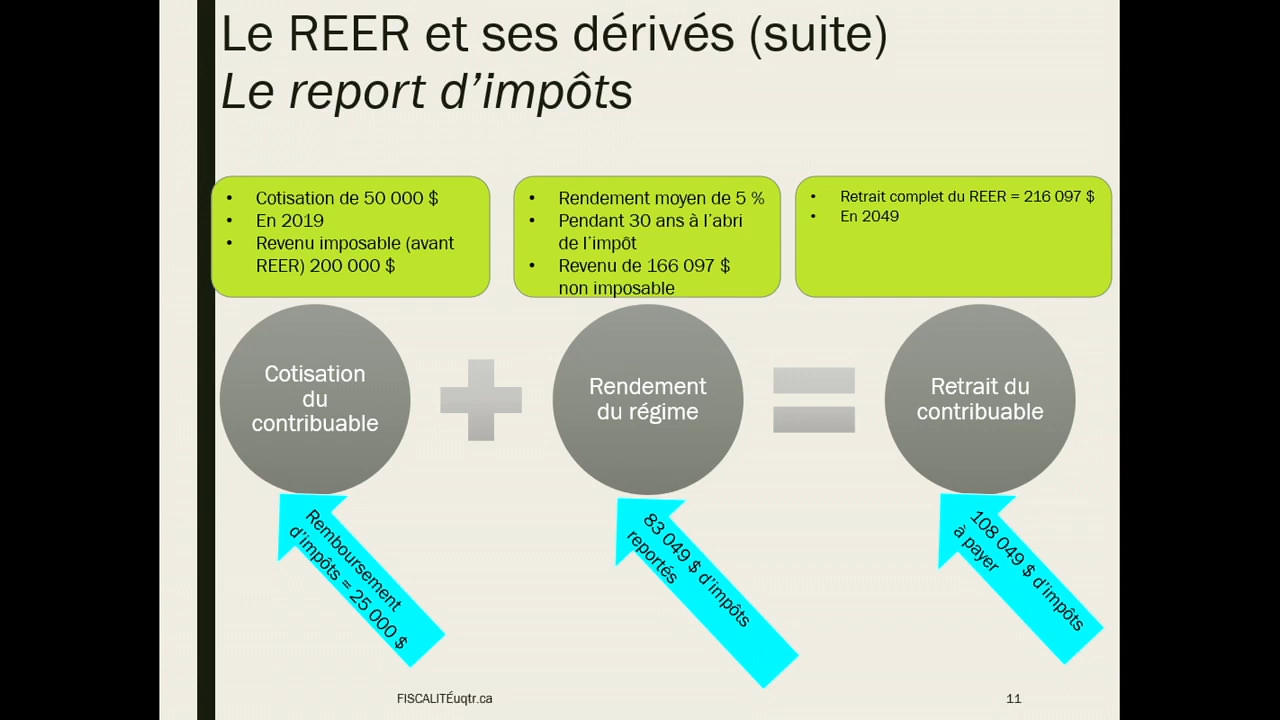 Le REER et ses dérivés (suite)
Le report d'impôts
• Cotisation de 50 000 $
• En 2019
• Revenu imposable (avant
REER) 200 000 $
• Rendement moyen de 5 %
• Pendant 30 ans à l'abri
de l'impôt
• Revenu de 166 097 $
non imposable
• Retrait complet du REER = 216 097 $
• En 2049
Cotisation
du
contribuable
Rendement
du régime
Retrait du
contribuable
Remboursement
d'impôts = 25 000 $
83 049 $ d'impôts
reportés
108 049 $ d'impôts
à payer
FISCALITÉuqtr.ca
11